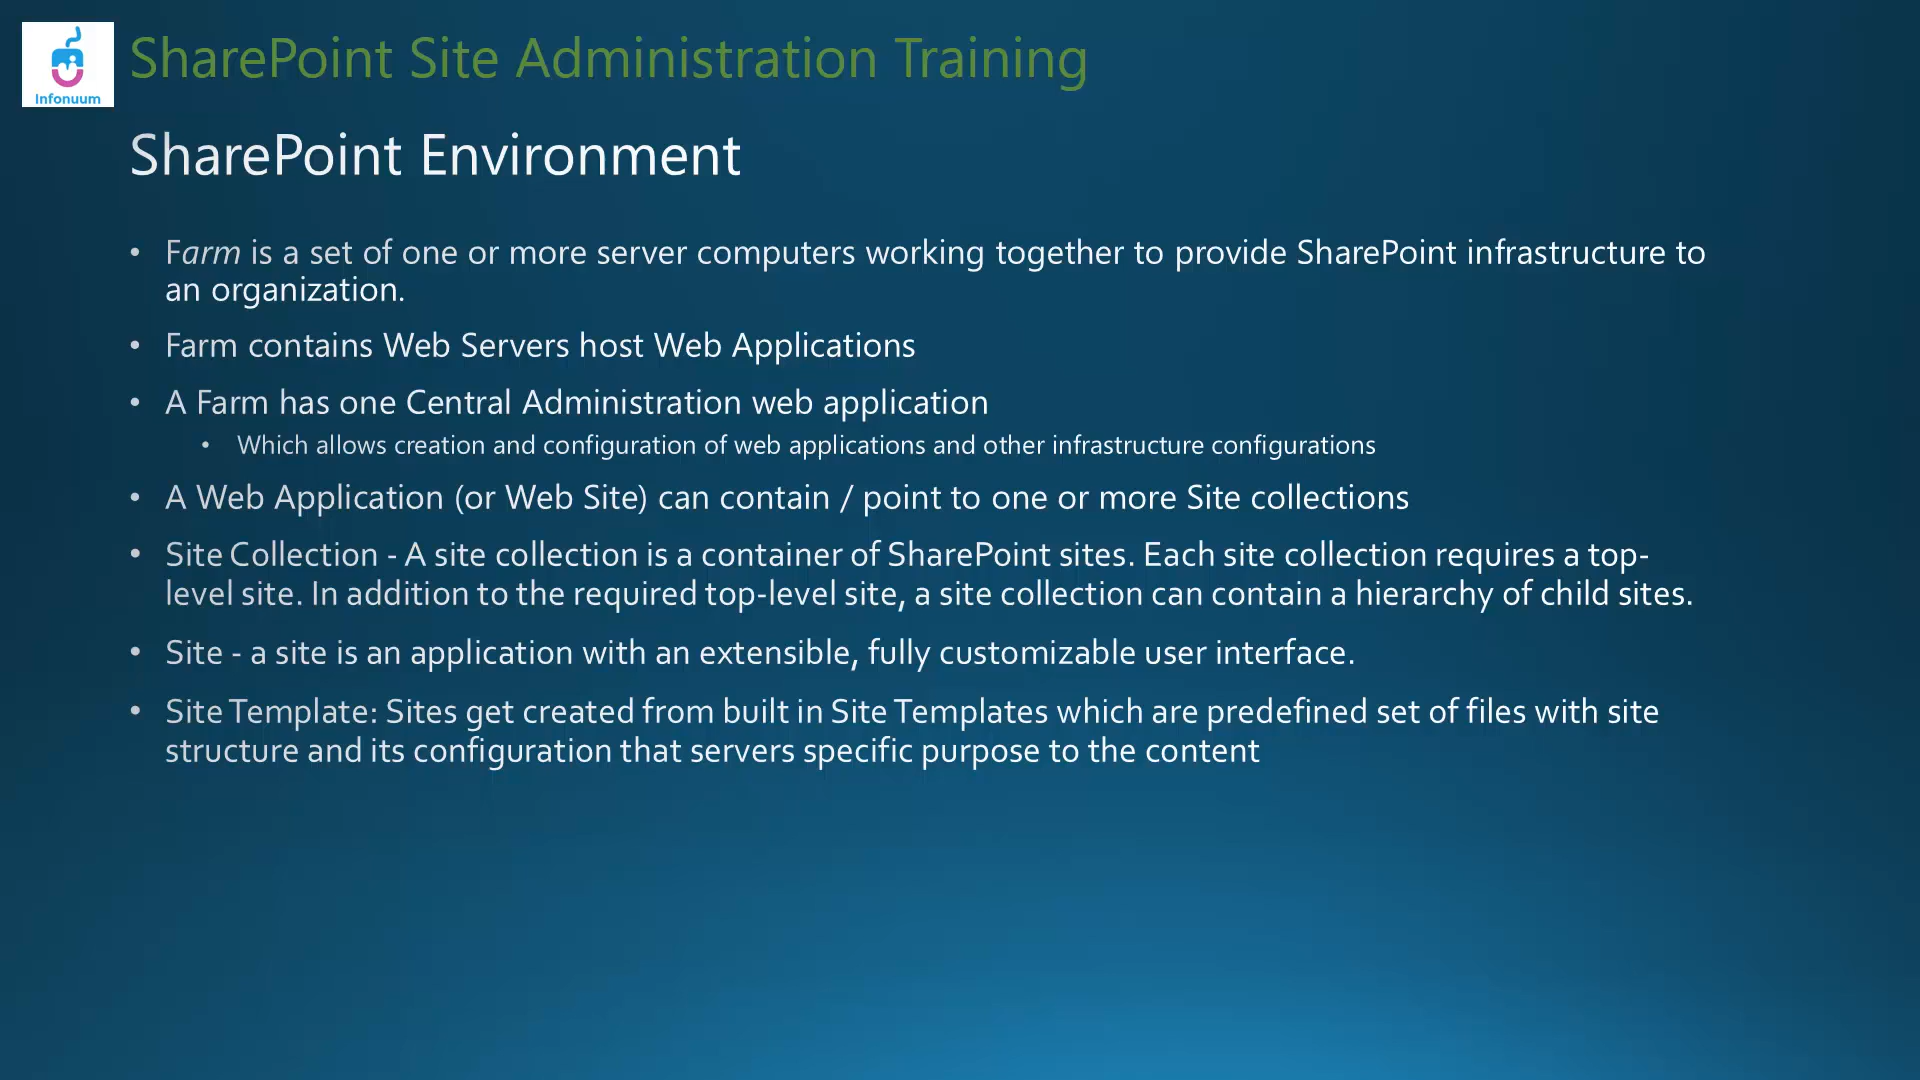 Infonuum
SharePoint Site Administration Training
SharePoint Environment
• Farm is a set of one or more server computers working together to provide SharePoint infrastructure to
an organization.
• Farm contains Web Servers host Web Applications
• A Farm has one Central Administration web application
• Which allows creation and configuration of web applications and other infrastructure configurations
• A Web Application (or Web Site) can contain / point to one or more Site collections
• Site Collection - A site collection is a container of SharePoint sites. Each site collection requires a top-
level site. In addition to the required top-level site, a site collection can contain a hierarchy of child sites.
• Site - a site is an application with an extensible, fully customizable user interface.
• Site Template: Sites get created from built in Site Templates which are predefined set of files with site
structure and its configuration that servers specific purpose to the content